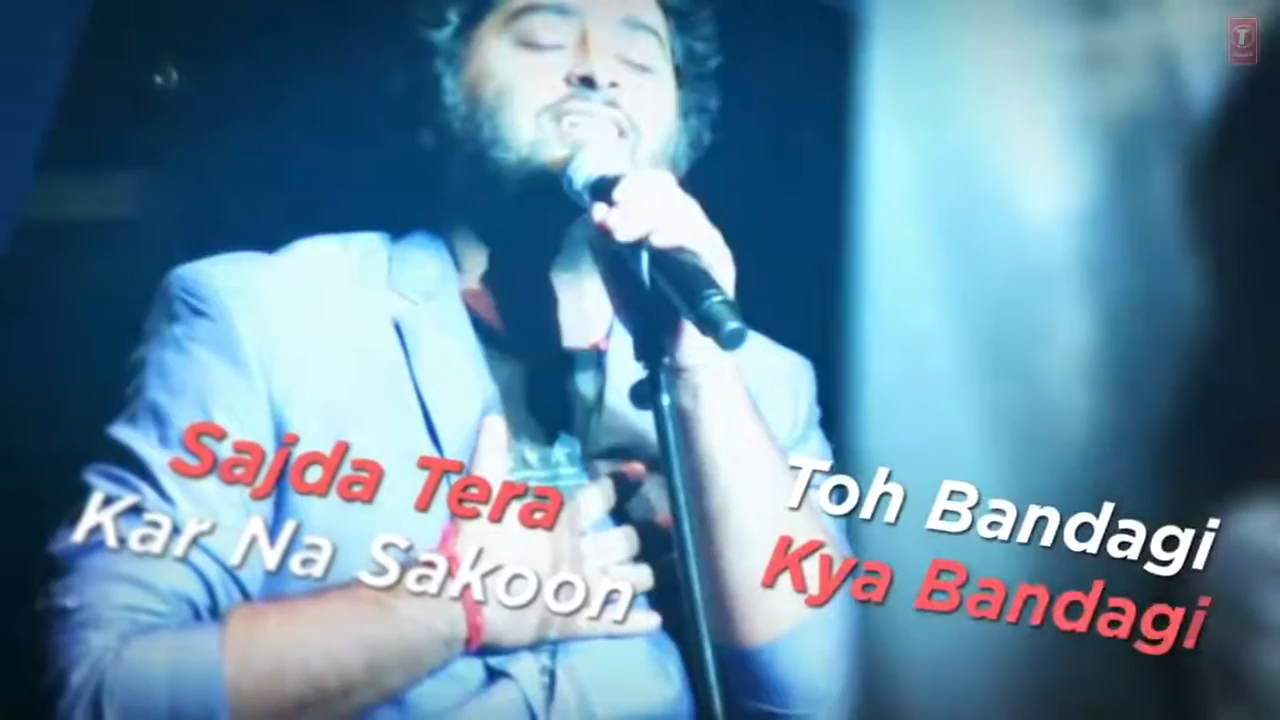 Sajda Tera
Kar Na Sakoon
Toh Bandagi
Kya Bandagi
T